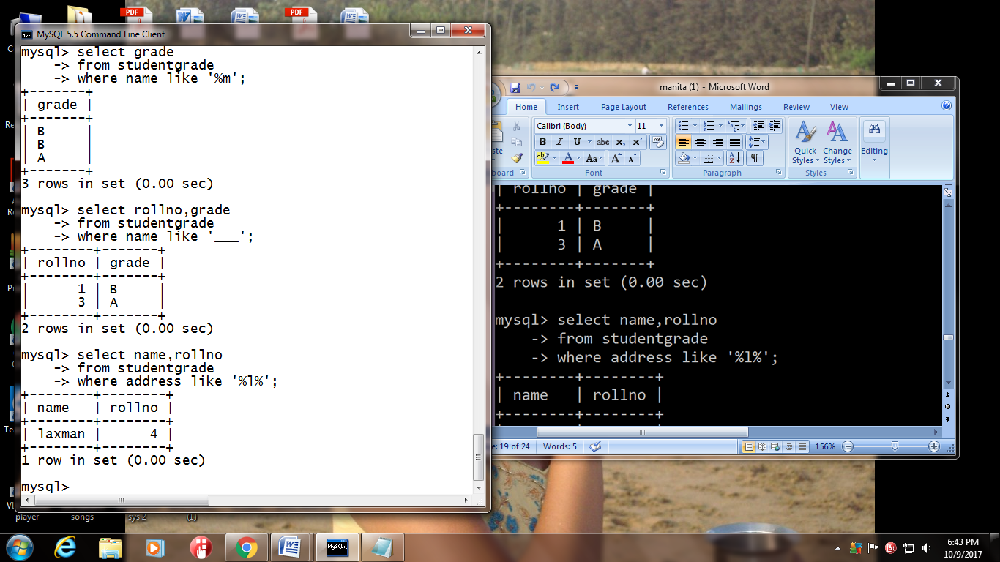 PDF
PDF
MySQL 5.5 Command Line Client
mysql> select grade
    -> from studentgrade
    -> where name like '%m';
+-------+
| grade |
+-------+
| B     |
| B     |
| A     |
+-------+
3 rows in set (0.00 sec)
mysql> select rollno,grade
    -> from studentgrade
    -> where name like '___';
+--------+-------+
| rollno | grade |
+--------+-------+
|      1 | B     |
|      3 | A     |
+--------+-------+
2 rows in set (0.00 sec)
mysql> select name,rollno
    -> from studentgrade
    -> where address like '%l%';
+--------+--------+
| name   | rollno |
+--------+--------+
| laxman |      4 |
+--------+--------+
1 row in set (0.00 sec)
mysql>
manita (1) - Microsoft Word
Home Insert Page Layout References Mailings Review View
Calibri (Body) 11
Quick Styles
Change Styles
Editing
Font Paragraph Styles
| rollno | grade |
+--------+-------+
|      1 | B     |
|      3 | A     |
+--------+-------+
2 rows in set (0.00 sec)
mysql> select name,rollno
    -> from studentgrade
    -> where address like '%l%';
+--------+--------+
| name   | rollno |
+--------+--------+
19 of 24 Words: 5 156%
player songs sys 2 (1)
MySQL
6:43 PM
10/9/2017